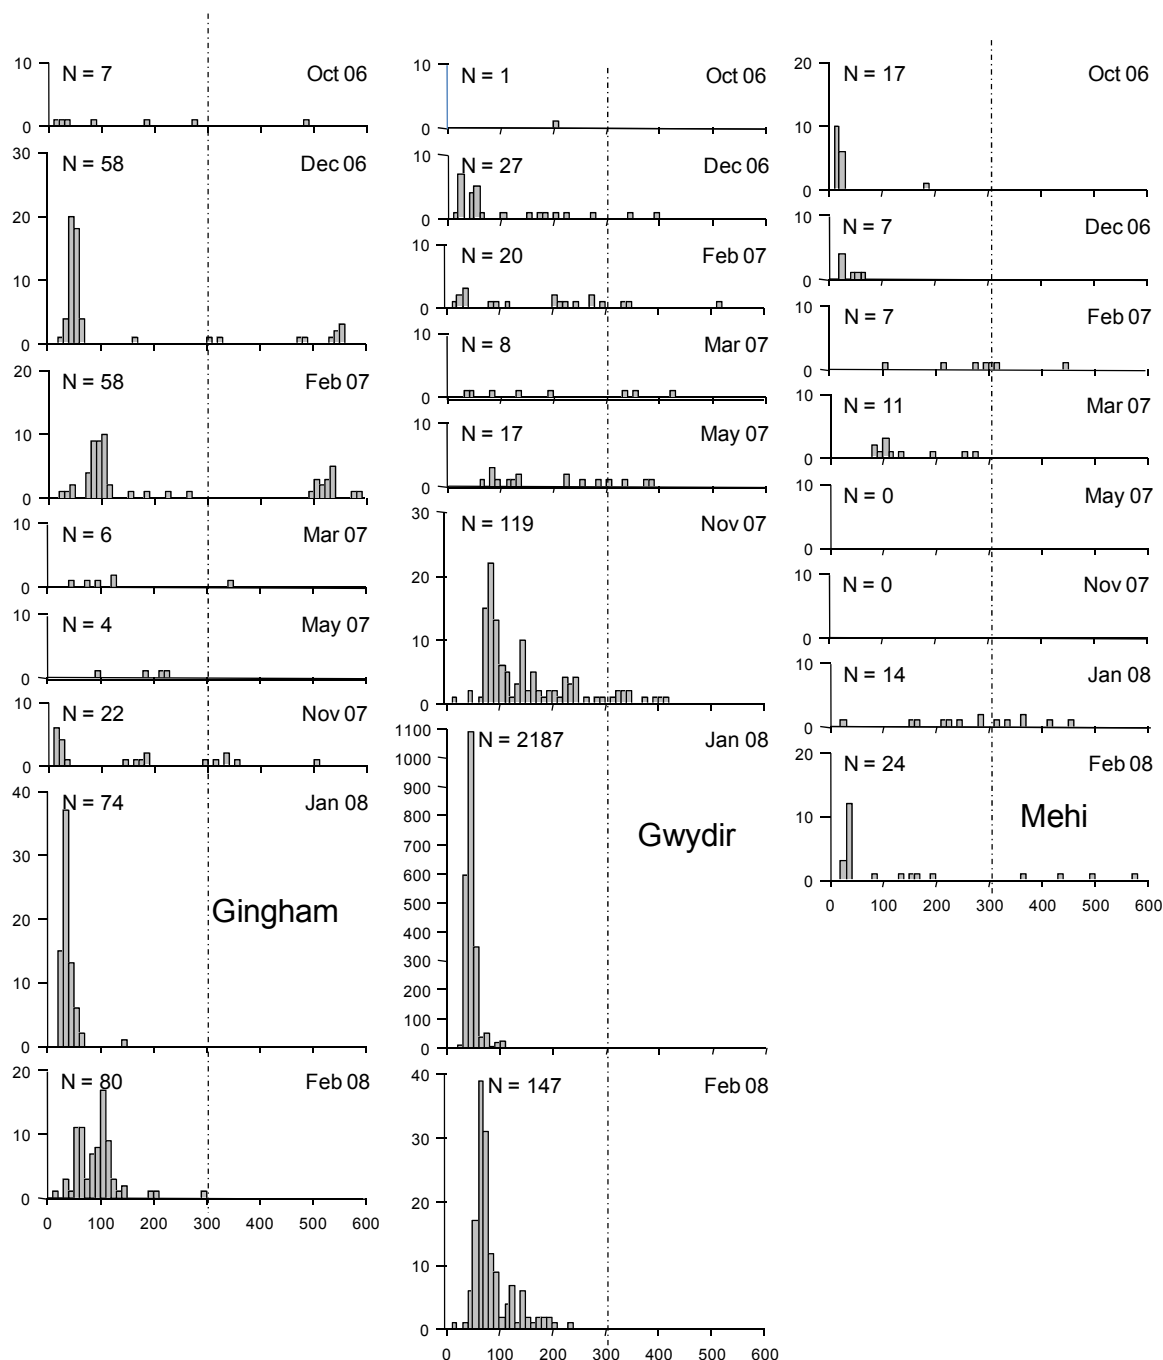 10
N = 7
Oct 06
0
30
N = 58
Dec 06
20
10
0
20
N = 58
Feb 07
10
0
10
N = 6
Mar 07
0
10
N = 4
May 07
0
10
N = 22
Nov 07
0
40
N = 74
Jan 08
30
20
Gingham
10
0
20
N = 80
Feb 08
10
0
0 100 200 300 400 500 600
10
N = 1
Oct 06
0
10
N = 27
Dec 06
0
10
N = 20
Feb 07
0
10
N = 8
Mar 07
0
10
N = 17
May 07
0
30
N = 119
Nov 07
20
10
0
1100
N = 2187
Jan 08
1000
900
800
700
Gwydir
600
500
400
300
200
100
0
40
N = 147
Feb 08
30
20
10
0
0 100 200 300 400 500 600
20
N = 17
Oct 06
10
0
10
N = 7
Dec 06
0
10
N = 7
Feb 07
0
10
N = 11
Mar 07
0
10
N = 0
May 07
0
10
N = 0
Nov 07
0
10
N = 14
Jan 08
0
20
N = 24
Feb 08
10
Mehi
0
0 100 200 300 400 500 600